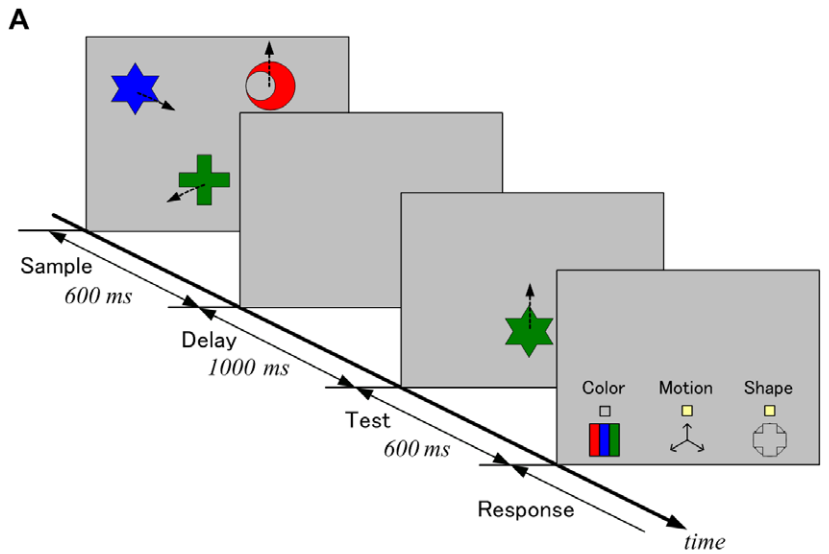 A
Sample
600 ms
Delay
1000 ms
Test
600 ms
Color Motion Shape
Response
time